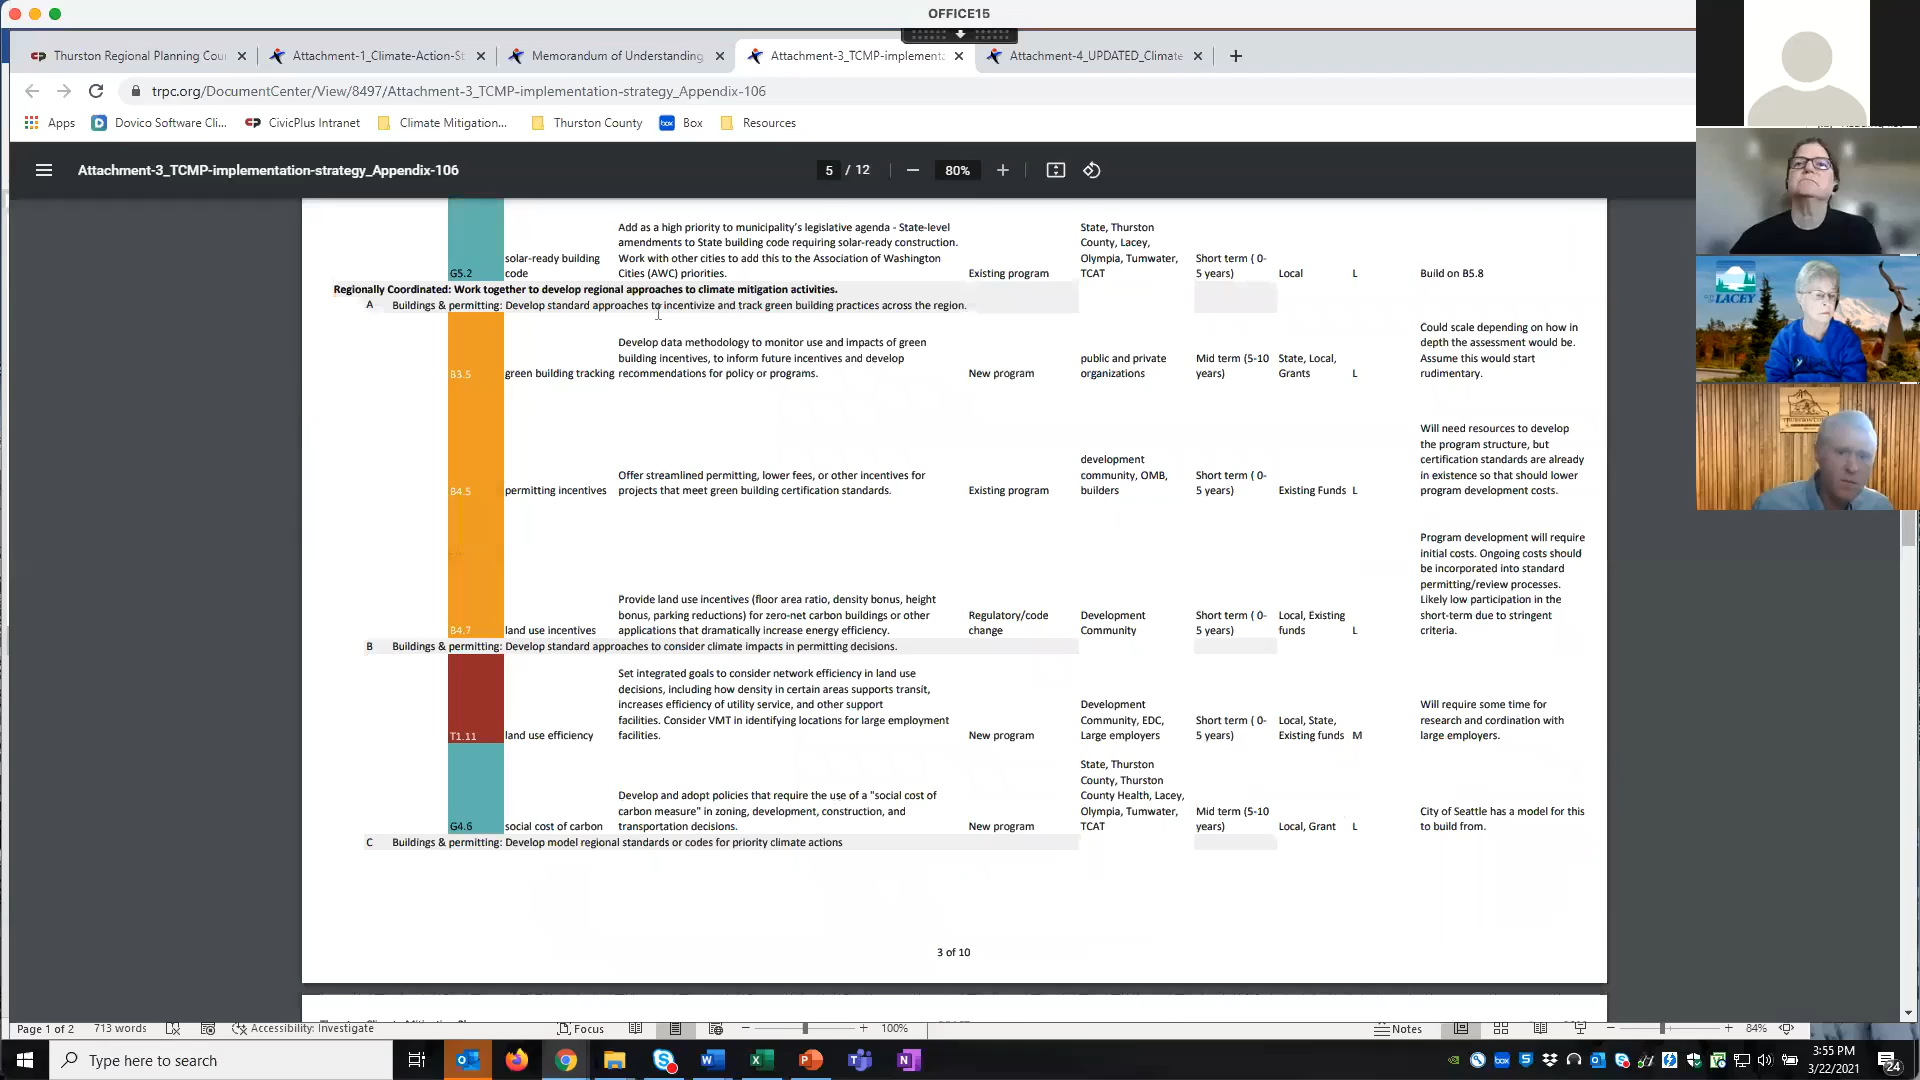 OFFICE15
Thurston Regional Planning Cou
Attachment-1_Climate-Action-St
Memorandum of Understanding
Attachment-3_TCMP-implementa
Attachment-4_UPDATED_Climate
trpc.org/DocumentCenter/View/8497/Attachment-3_TCMP-implementation-strategy_Appendix-106
Apps
Dovico Software Cli...
CivicPlus Intranet
Climate Mitigation...
Thurston County
box
Box
Resources
Attachment-3_TCMP-implementation-strategy_Appendix-106
5 / 12
80%
G5.2
solar-ready building
code
Add as a high priority to municipality's legislative agenda - State-level
amendments to State building code requiring solar-ready construction.
Work with other cities to add this to the Association of Washington
Cities (AWC) priorities.
Existing program
State, Thurston
County, Lacey,
Olympia, Tumwater,
TCAT
Short term ( 0-
5 years)
Local
L
Build on B5.8
Regionally Coordinated: Work together to develop regional approaches to climate mitigation activities.
A Buildings & permitting: Develop standard approaches to incentivize and track green building practices across the region.
B3.5
green building tracking
Develop data methodology to monitor use and impacts of green
building incentives, to inform future incentives and develop
recommendations for policy or programs.
New program
public and private
organizations
Mid term (5-10
years)
State, Local,
Grants
L
Could scale depending on how in
depth the assessment would be.
Assume this would start
rudimentary.
B4.5
permitting incentives
Offer streamlined permitting, lower fees, or other incentives for
projects that meet green building certification standards.
Existing program
development
community, OMB,
builders
Short term ( 0-
5 years)
Existing Funds
L
Will need resources to develop
the program structure, but
certification standards are already
in existence so that should lower
program development costs.
B4.7
land use incentives
Provide land use incentives (floor area ratio, density bonus, height
bonus, parking reductions) for zero-net carbon buildings or other
applications that dramatically increase energy efficiency.
Regulatory/code
change
Development
Community
Short term ( 0-
5 years)
Local, Existing
funds
L
Program development will require
initial costs. Ongoing costs should
be incorporated into standard
permitting/review processes.
Likely low participation in the
short-term due to stringent
criteria.
B Buildings & permitting: Develop standard approaches to consider climate impacts in permitting decisions.
T1.11
land use efficiency
Set integrated goals to consider network efficiency in land use
decisions, including how density in certain areas supports transit,
increases efficiency of utility service, and other support
facilities. Consider VMT in identifying locations for large employment
facilities.
New program
Development
Community, EDC,
Large employers
Short term ( 0-
5 years)
Local, State,
Existing funds
M
Will require some time for
research and cordination with
large employers.
G4.6
social cost of carbon
Develop and adopt policies that require the use of a "social cost of
carbon measure" in zoning, development, construction, and
transportation decisions.
New program
State, Thurston
County, Thurston
County Health, Lacey,
Olympia, Tumwater,
TCAT
Mid term (5-10
years)
Local, Grant
L
City of Seattle has a model for this
to build from.
C Buildings & permitting: Develop model regional standards or codes for priority climate actions
3 of 10
LACEY
Page 1 of 2
713 words
Accessibility: Investigate
Focus
100%
Notes
84%
Type here to search
3:55 PM
3/22/2021
24